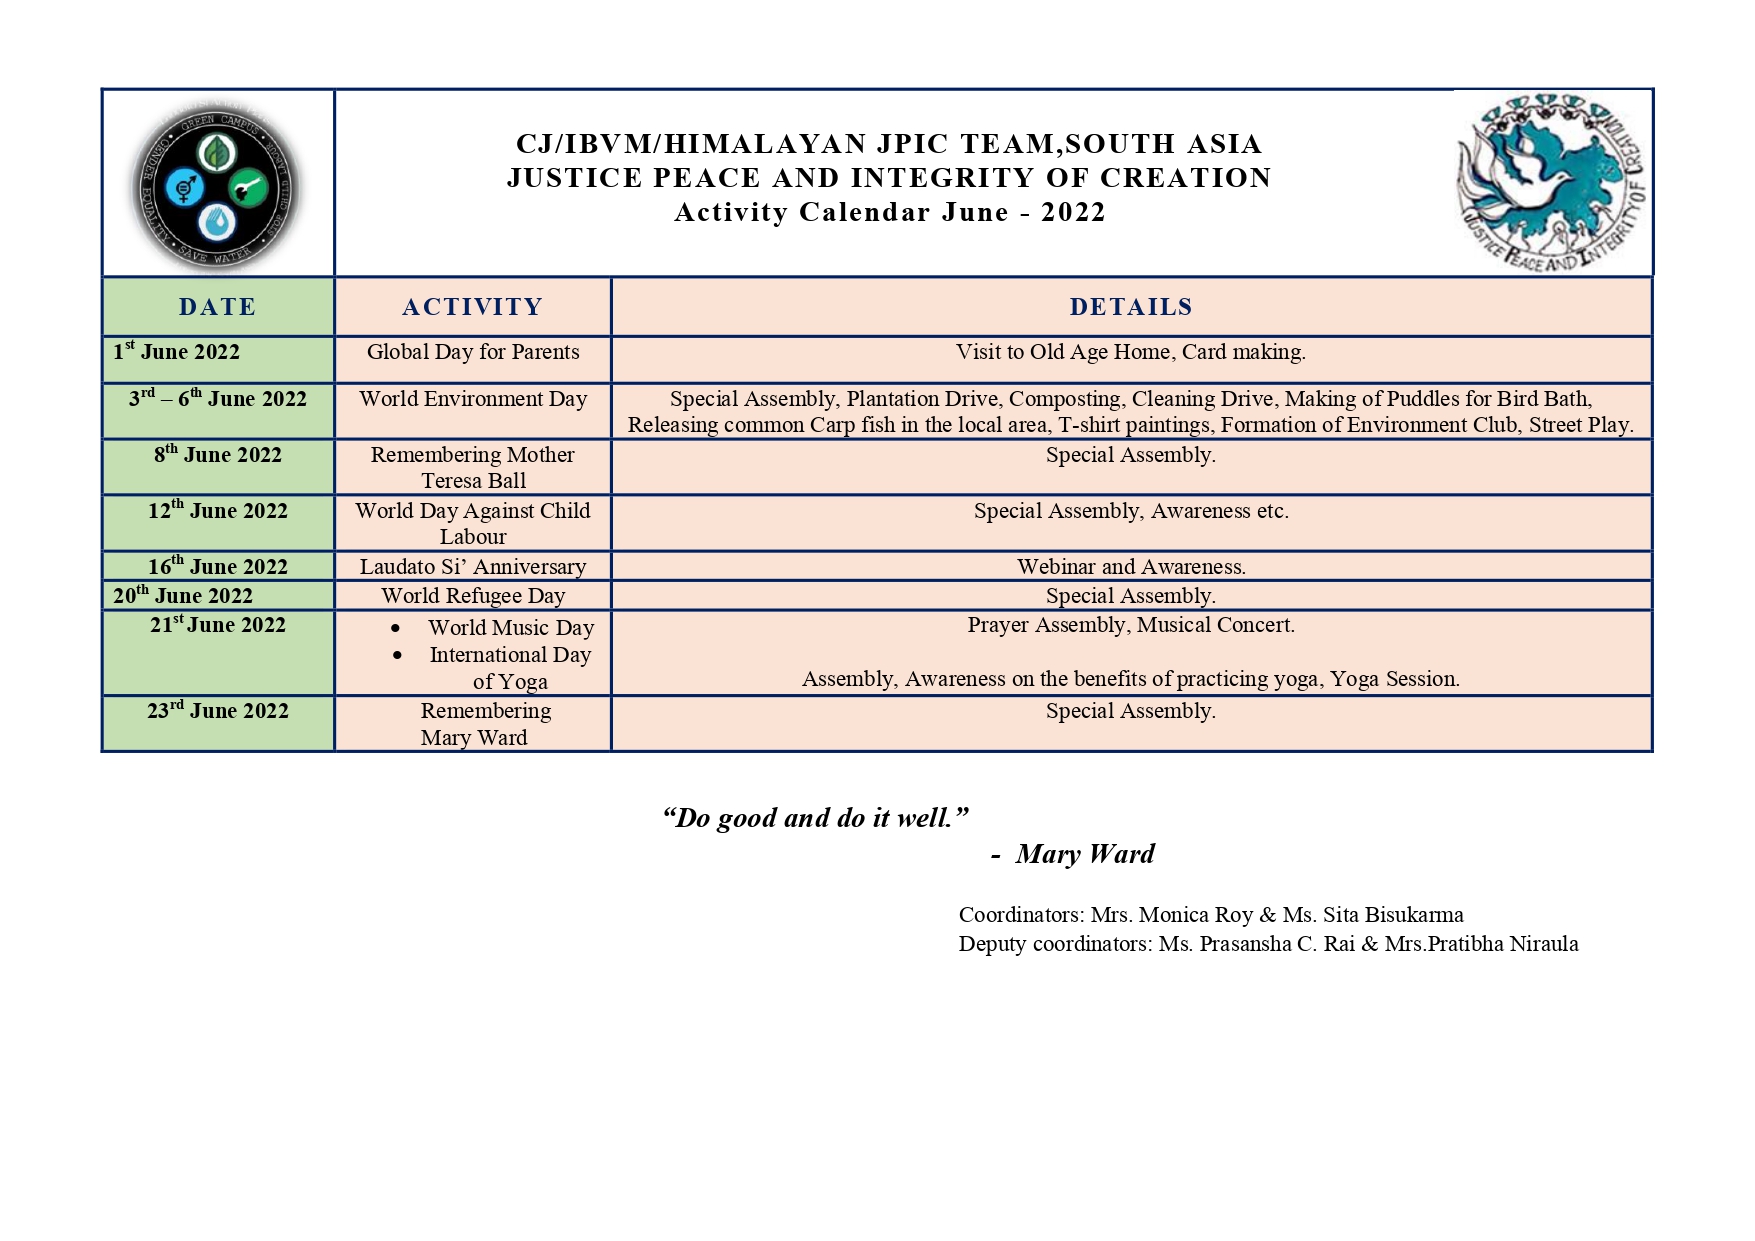 GREEN CAMPUS • STOP CHILD LABOUR • SAVE WATER • GENDER EQUALITY •
CJ/IBVM/HIMALAYAN JPIC TEAM,SOUTH ASIA
JUSTICE PEACE AND INTEGRITY OF CREATION
Activity Calendar June - 2022
JUSTICE PEACE AND INTEGRITY OF CREATION
DATE ACTIVITY DETAILS
1st June 2022 Global Day for Parents Visit to Old Age Home, Card making.
3rd – 6th June 2022 World Environment Day Special Assembly, Plantation Drive, Composting, Cleaning Drive, Making of Puddles for Bird Bath,
Releasing common Carp fish in the local area, T-shirt paintings, Formation of Environment Club, Street Play.
8th June 2022 Remembering Mother Special Assembly.
Teresa Ball
12th June 2022 World Day Against Child Special Assembly, Awareness etc.
Labour
16th June 2022 Laudato Si’ Anniversary Webinar and Awareness.
20th June 2022 World Refugee Day Special Assembly.
21st June 2022 • World Music Day Prayer Assembly, Musical Concert.
• International Day
of Yoga Assembly, Awareness on the benefits of practicing yoga, Yoga Session.
23rd June 2022 Remembering Special Assembly.
Mary Ward
“Do good and do it well.”
- Mary Ward
Coordinators: Mrs. Monica Roy & Ms. Sita Bisukarma
Deputy coordinators: Ms. Prasansha C. Rai & Mrs.Pratibha Niraula